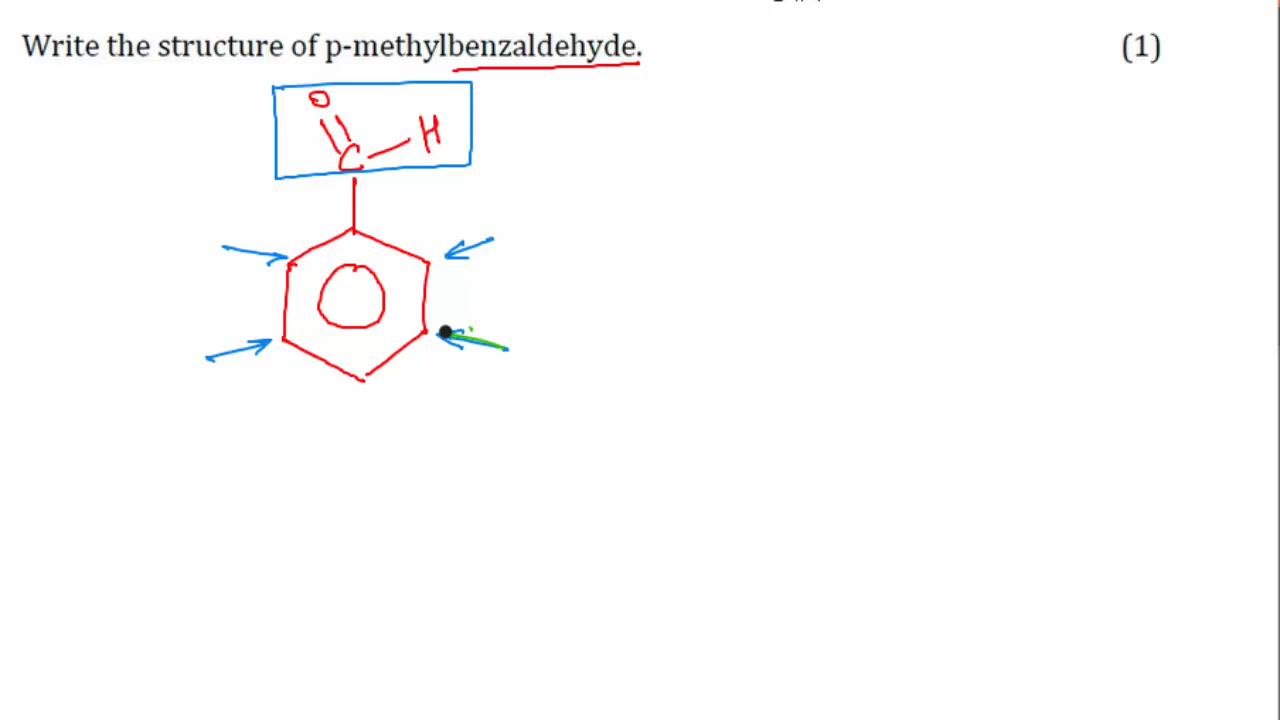 Write the structure of p-methylbenzaldehyde. (1)
O
C H